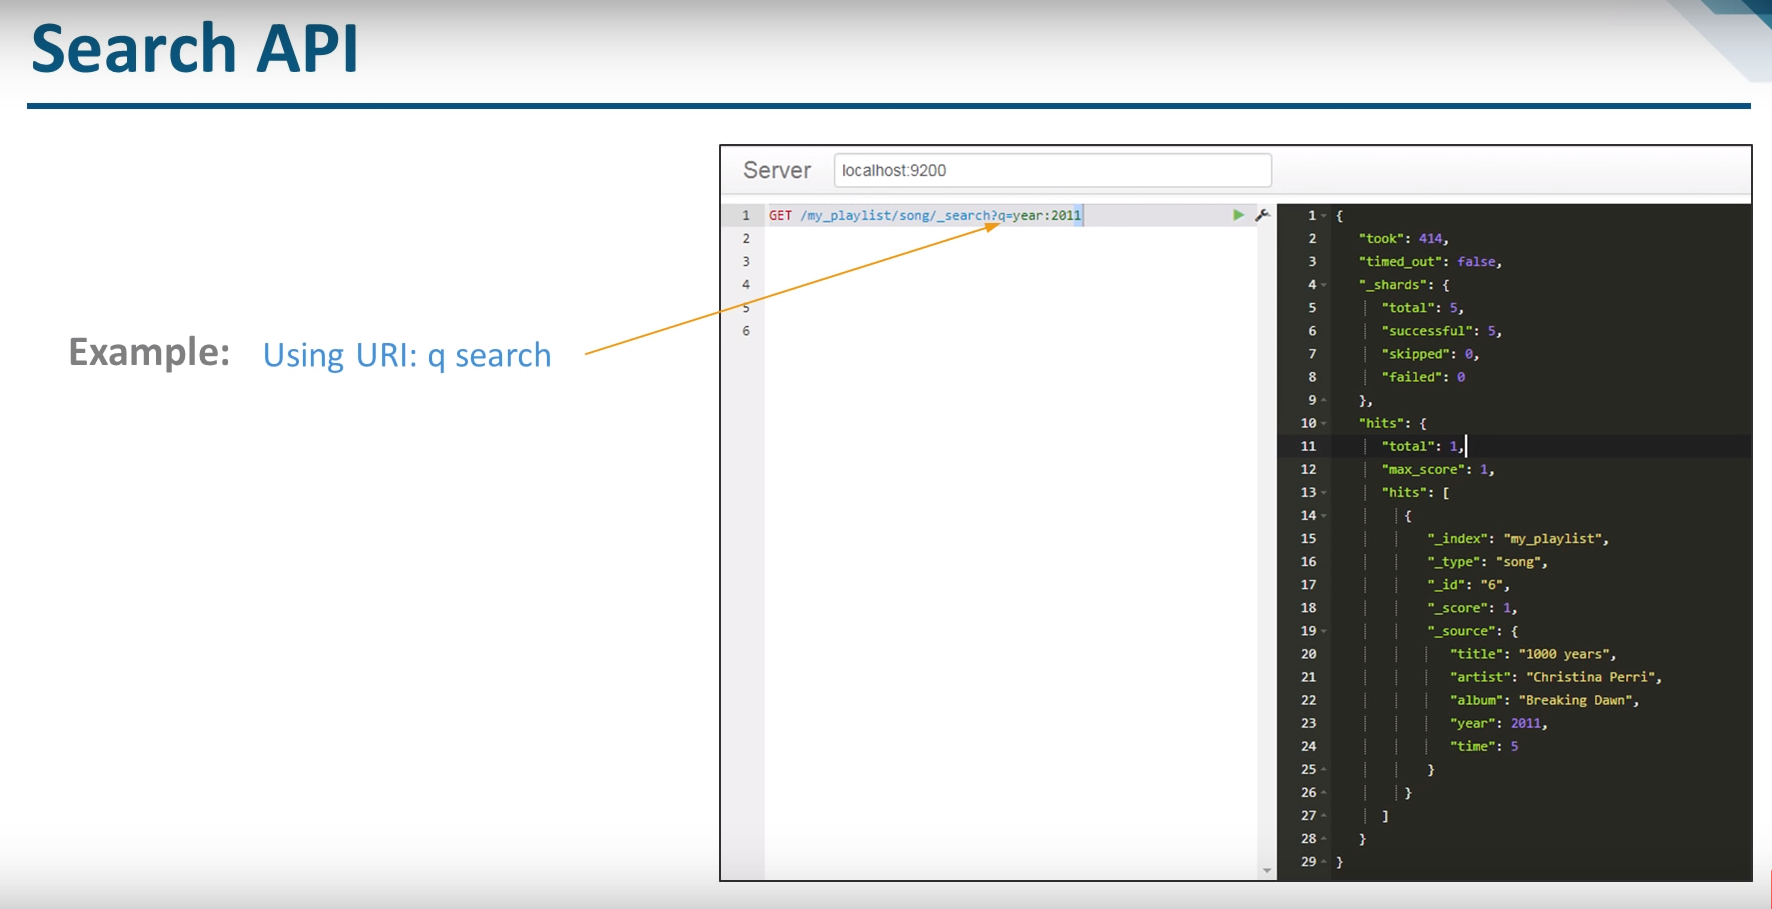 Search API
Example: Using URI: q search
Server localhost:9200
1 GET /my_playlist/song/_search?q=year:2011
2
3
4
5
6
1 {
2 "took": 414,
3 "timed_out": false,
4 "_shards": {
5 "total": 5,
6 "successful": 5,
7 "skipped": 0,
8 "failed": 0
9 },
10 "hits": {
11 "total": 1,
12 "max_score": 1,
13 "hits": [
14 {
15 "_index": "my_playlist",
16 "_type": "song",
17 "_id": "6",
18 "_score": 1,
19 "_source": {
20 "title": "1000 years",
21 "artist": "Christina Perri",
22 "album": "Breaking Dawn",
23 "year": 2011,
24 "time": 5
25 }
26 }
27 ]
28 }
29 }